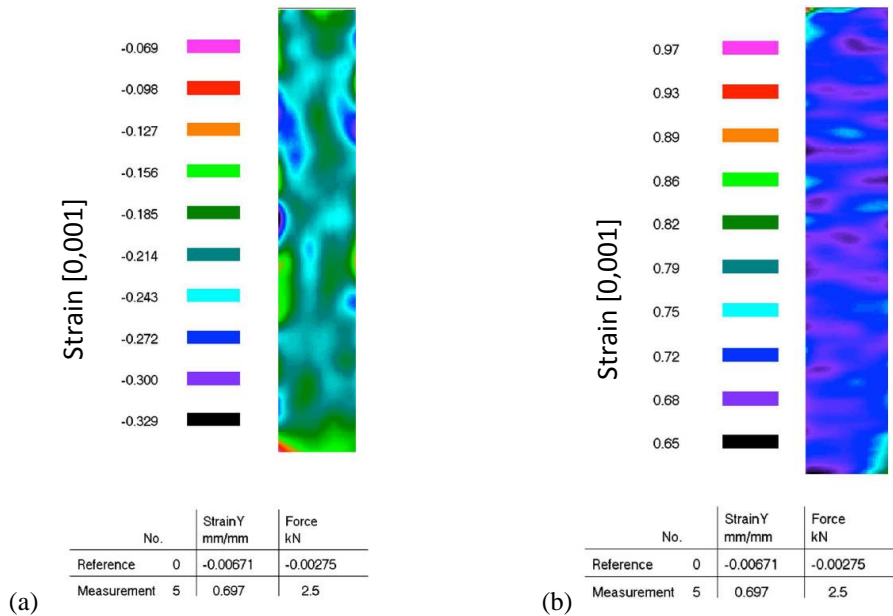 Strain [0,001]
-0.069
-0.098
-0.127
-0.156
-0.185
-0.214
-0.243
-0.272
-0.300
-0.329
No. StrainY mm/mm Force kN
Reference 0 -0.00671 -0.00275
Measurement 5 0.697 2.5
(a)
Strain [0,001]
0.97
0.93
0.89
0.86
0.82
0.79
0.75
0.72
0.68
0.65
No. StrainY mm/mm Force kN
Reference 0 -0.00671 -0.00275
Measurement 5 0.697 2.5
(b)